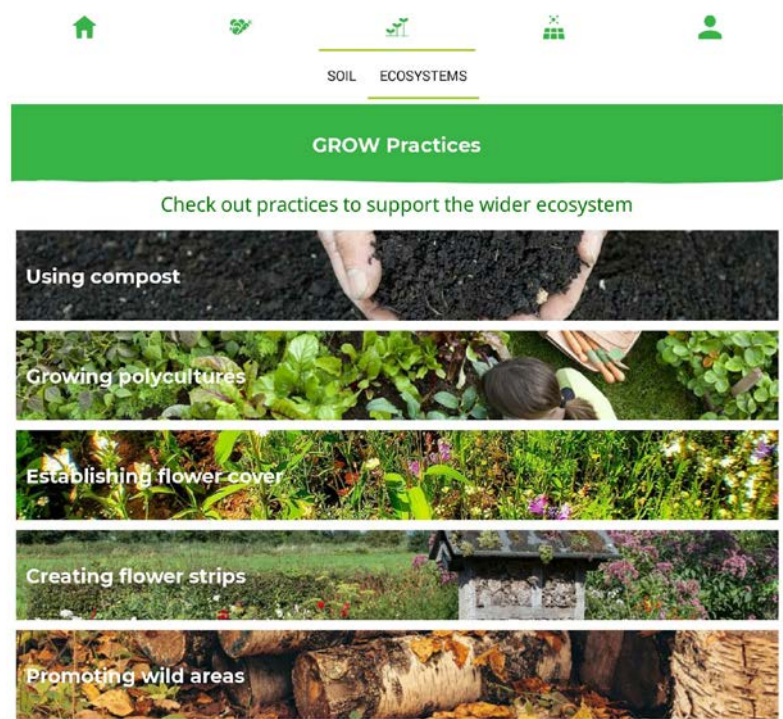 SOIL ECOSYSTEMS
GROW Practices
Check out practices to support the wider ecosystem
Using compost
Growing polycultures
Establishing flower cover
Creating flower strips
Promoting wild areas